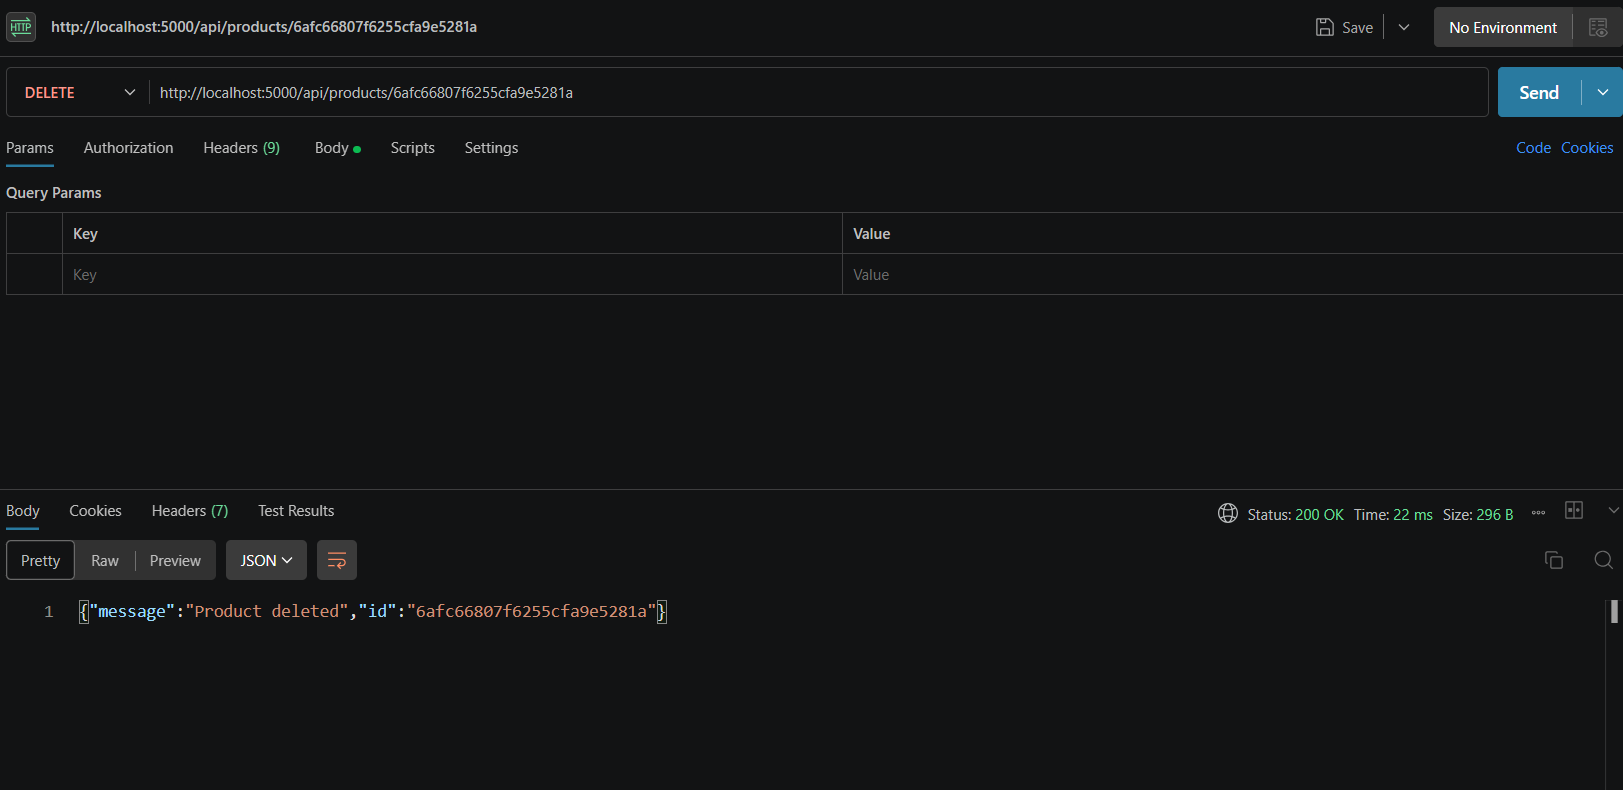 HTTP http://localhost:5000/api/products/6afc66807f6255cfa9e5281a Save No Environment
DELETE http://localhost:5000/api/products/6afc66807f6255cfa9e5281a Send
Params Authorization Headers (9) Body Scripts Settings Code Cookies
Query Params
Key Value
Key Value
Body Cookies Headers (7) Test Results Status: 200 OK Time: 22 ms Size: 296 B
Pretty Raw Preview JSON
1 {"message":"Product deleted","id":"6afc66807f6255cfa9e5281a"}